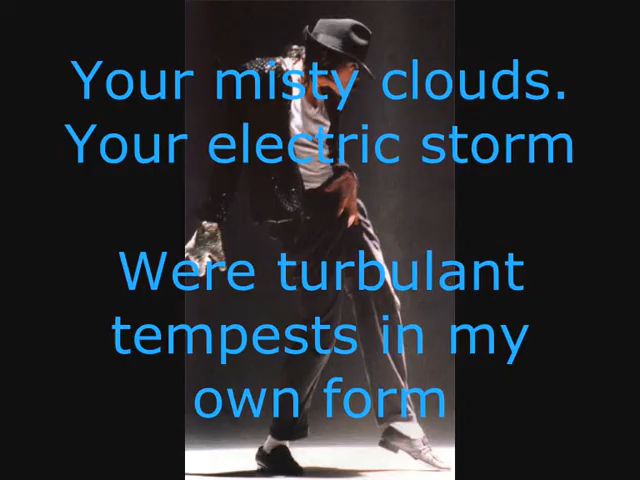 Your misty clouds.
Your electric storm
Were turbulant
tempests in my
own form